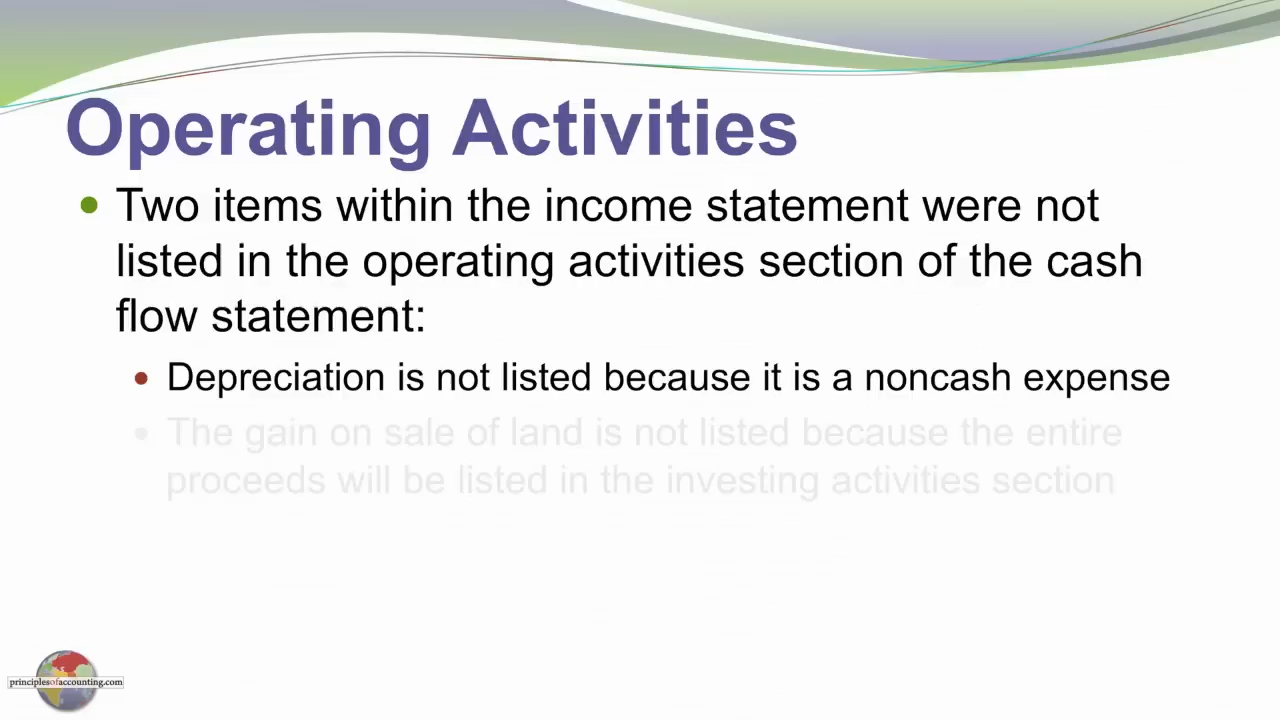 Operating Activities
• Two items within the income statement were not
listed in the operating activities section of the cash
flow statement:
• Depreciation is not listed because it is a noncash expense
• The gain on sale of land is not listed because the entire
proceeds will be listed in the investing activities section
principlesofaccounting.com